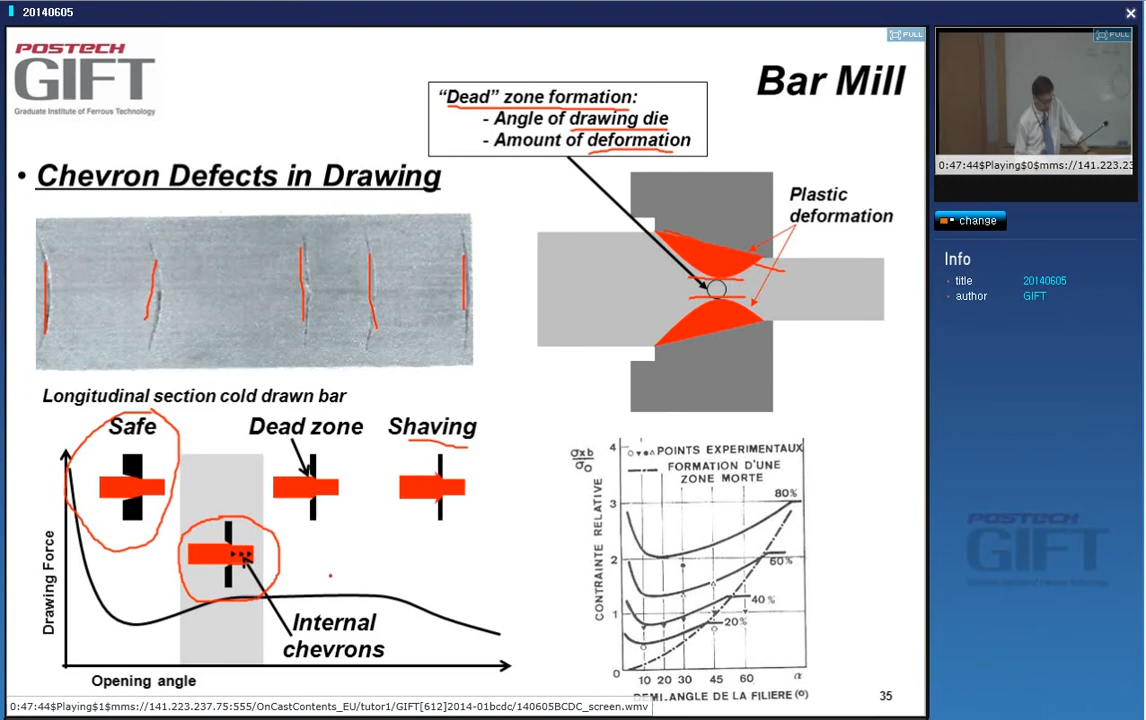 20140605
POSTECH
GIFT
Graduate Institute of Ferrous Technology
FULL
FULL
Bar Mill
“Dead” zone formation:
- Angle of drawing die
- Amount of deformation
• Chevron Defects in Drawing
Plastic
deformation
0:47:44$Playing$0$mms://141.223.23
change
Info
title 20140605
author GIFT
Longitudinal section cold drawn bar
Safe
Dead zone
Shaving
Drawing Force
Internal
chevrons
Opening angle
σxb
σo
CONTRAINTE RELATIVE
4
3
2
1
0
POINTS EXPERIMENTAUX
FORMATION D'UNE
ZONE MORTE
80%
60%
40%
20%
10 20 30 45 60 α
DEMI.ANGLE DE LA FILIERE (°)
POSTECH
GIFT
35
0:47:44$Playing$1$mms://141.223.237.75:555/OnCastContents_EU/tutor1/GIFT[612]2014-01bcdc/140605BCDC_screen.wmv